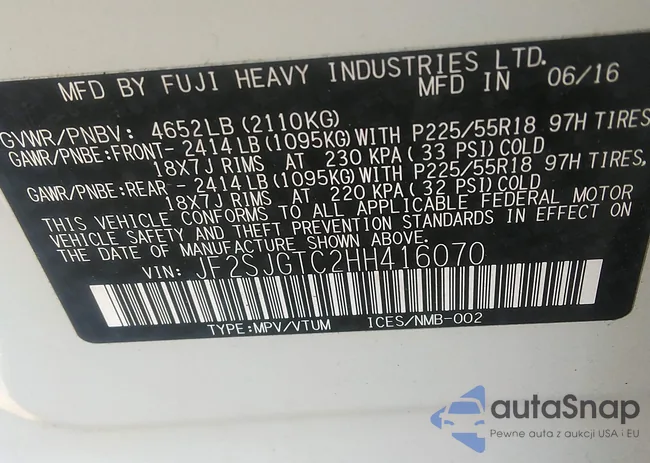 MFD BY FUJI HEAVY INDUSTRIES LTD.
MFD IN 06/16
GVWR/PNBV: 4652LB (2110KG)
GAWR/PNBE:FRONT- 2414LB (1095KG)WITH P225/55R18 97H TIRES
18X7J RIMS AT 230 KPA( 33 PSI)COLD
GAWR/PNBE:REAR - 2414LB (1095KG)WITH P225/55R18 97H TIRES,
18X7J RIMS AT 220 KPA( 32 PSI)COLD
THIS VEHICLE CONFORMS TO ALL APPLICABLE FEDERAL MOTOR
VEHICLE SAFETY AND THEFT PREVENTION STANDARDS IN EFFECT ON
THE DATE OF MANUFACTURE SHOWN ABOVE.
VIN: JF2SJGTC2HH416070
TYPE:MPV/VTUM ICES/NMB-002
autaSnap
Pewne auta z aukcji USA i EU